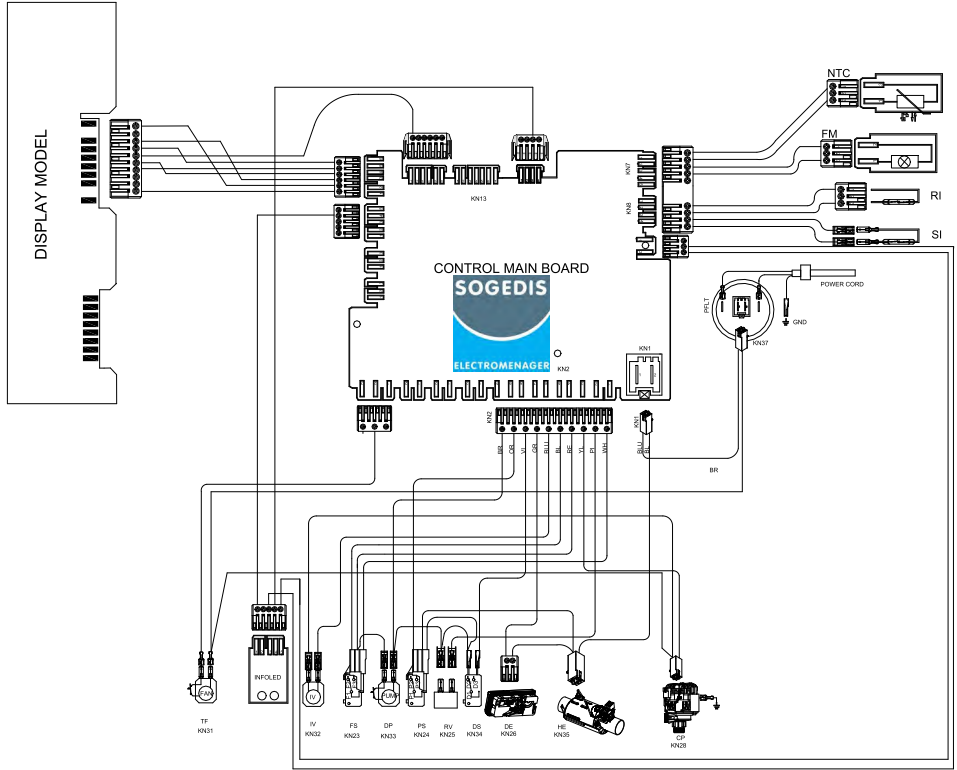 DISPLAY MODEL
NTC
FM
RI
SI
KN7
KN8
KN13
CONTROL MAIN BOARD
SOGEDIS
ELECTROMENAGER
KN2
KN1
PFLT
POWER CORD
GND
KN37
KN2
BR
OR
VI
GR
BLU
BL
RE
YL
PI
WH
KN1
BLU
BL
BR
INFOLED
FAN
IV
PUMP
TF
KN31
IV
KN32
FS
KN23
DP
KN33
PS
KN24
RV
KN25
DS
KN34
DE
KN26
HE
KN35
CP
KN28